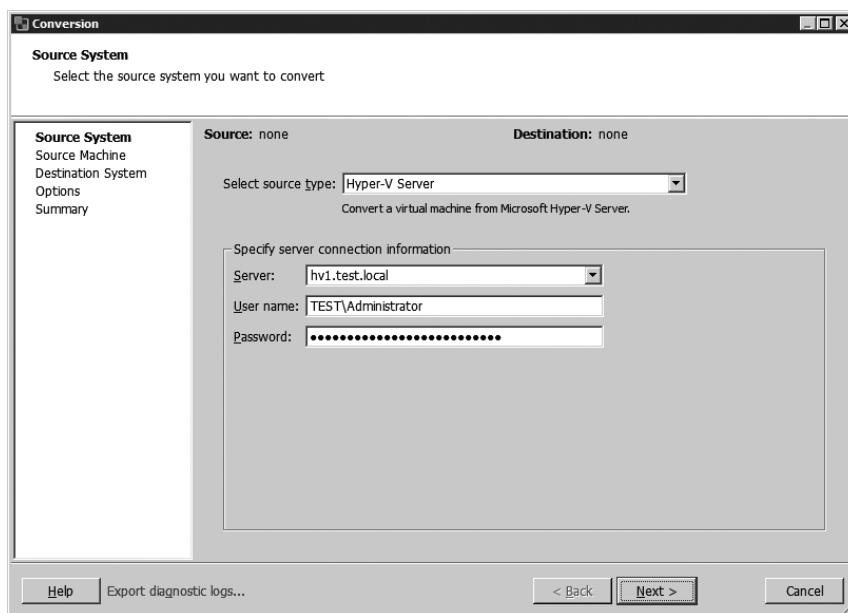 Conversion
Source System
Select the source system you want to convert
Source System
Source Machine
Destination System
Options
Summary
Source: none
Destination: none
Select source type: Hyper-V Server
Convert a virtual machine from Microsoft Hyper-V Server.
Specify server connection information
Server: hv1.test.local
User name: TEST\Administrator
Password: ••••••••••••••••••••••••••
Help
Export diagnostic logs...
< Back
Next >
Cancel